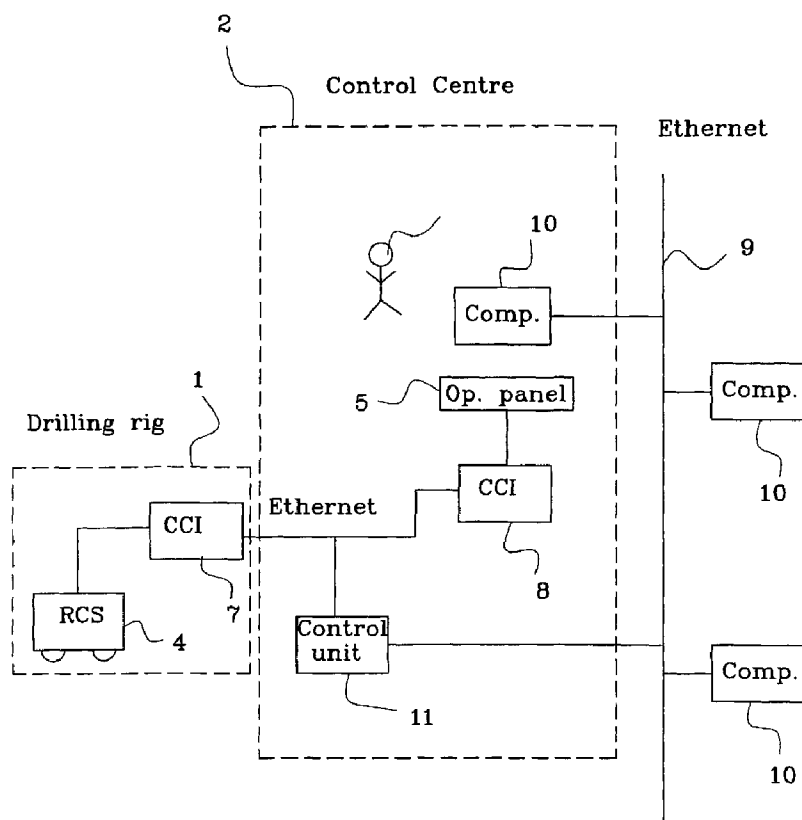 2
Control Centre
Ethernet
10
9
Comp.
1
5
Op. panel
Comp.
Drilling rig
10
Ethernet
CCI
CCI
7
8
RCS
4
Control
unit
11
Comp.
10